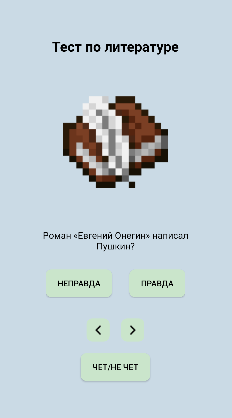 Тест по литературе
Роман «Евгений Онегин» написал
Пушкин?
НЕПРАВДА
ПРАВДА
ЧЕТ/НЕ ЧЕТ